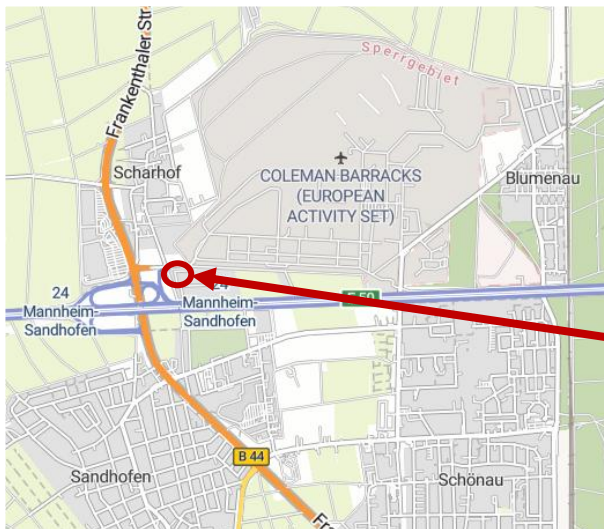 Frankenthaler Str
Sperrgebiet
Scharhof
COLEMAN BARRACKS
(EUROPEAN
ACTIVITY SET)
Blumenau
24
Mannheim-
Sandhofen
24
Mannheim-
Sandhofen
E 50
B 44
Sandhofen
Schönau
Fr